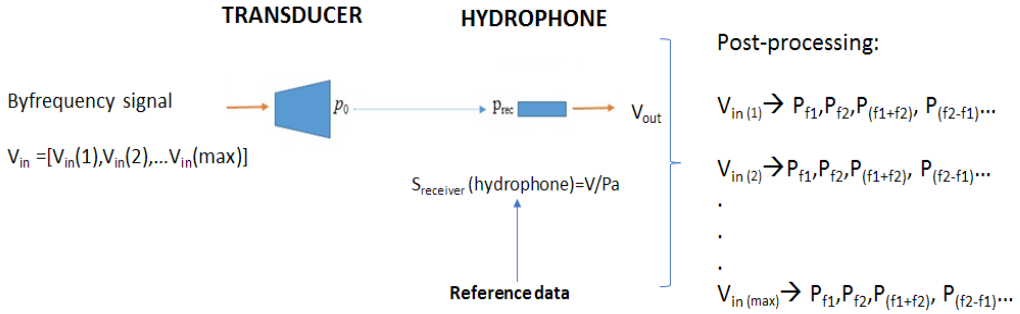 TRANSDUCER
HYDROPHONE
Post-processing:
Byfrequency signal
p₀
pᵣₑc
Vout
Vin =[Vin(1),Vin(2),...Vin(max)]
Sreceiver (hydrophone)=V/Pa
Reference data
Vin (1)→ Pf1,Pf2,P(f1+f2), P(f2-f1)...
Vin (2)→Pf1,Pf2,P(f1+f2), P(f2-f1)...
.
.
.
Vin (max)→ Pf1,Pf2,P(f1+f2), P(f2-f1)...